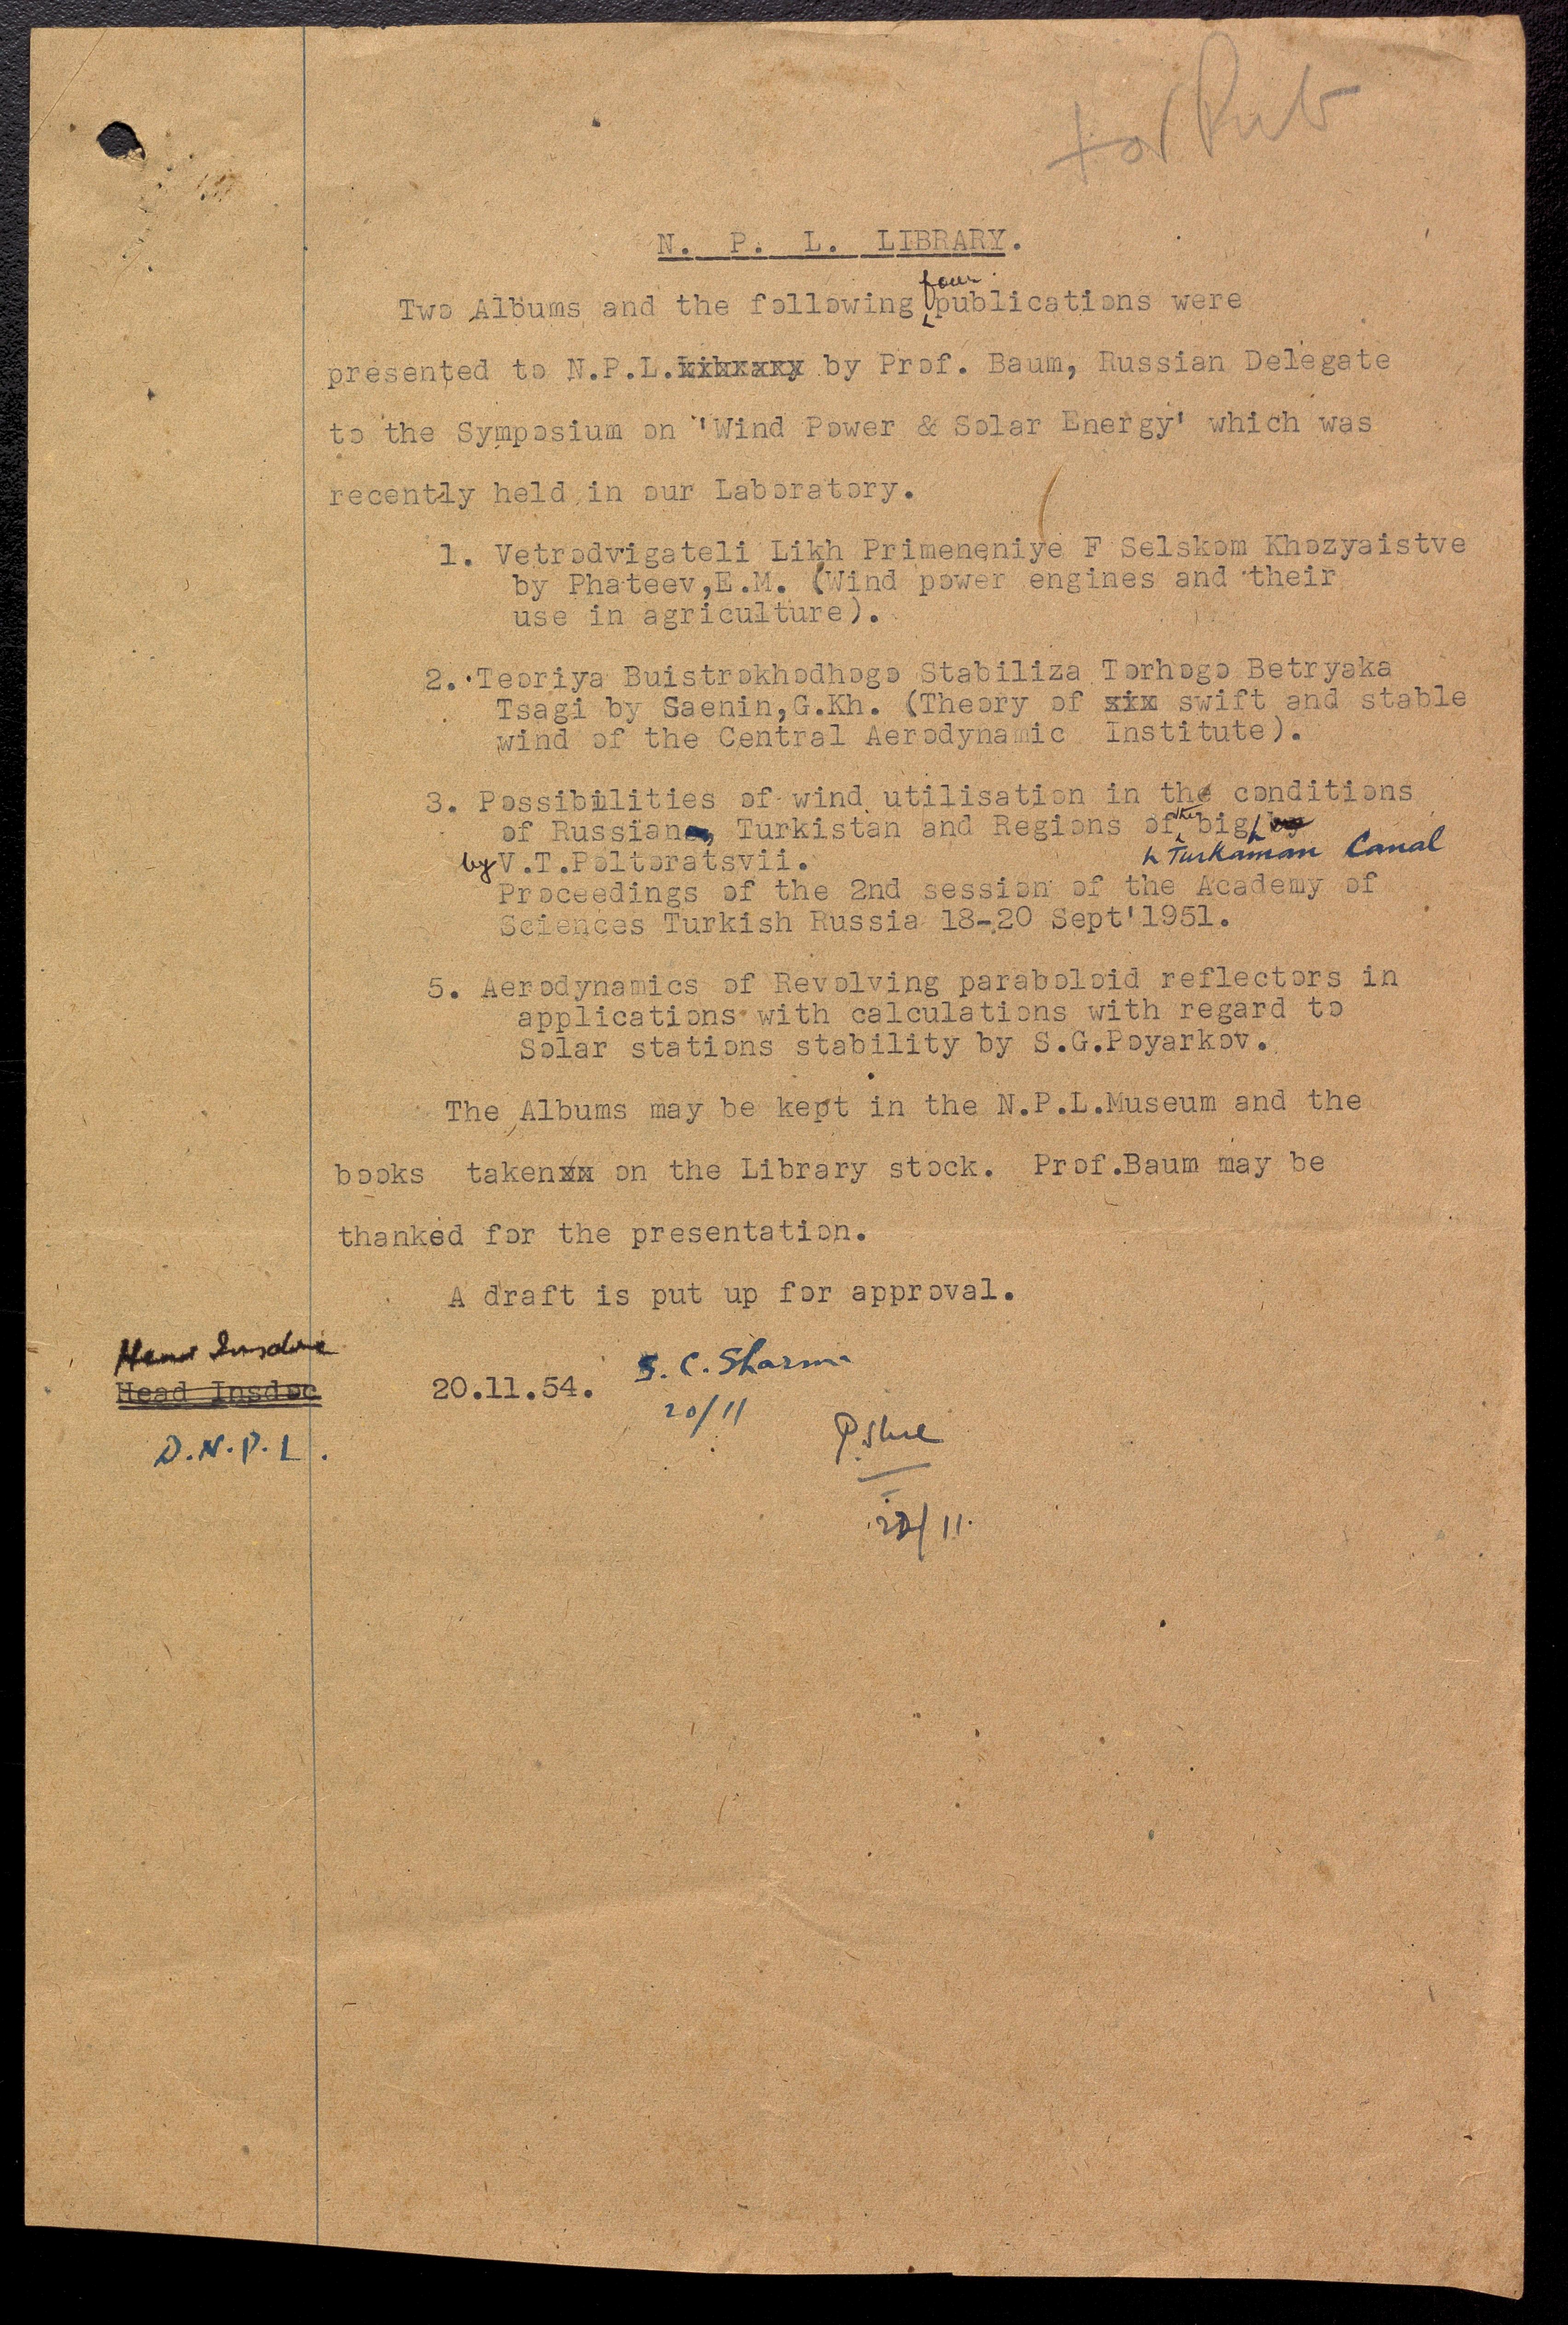 for Pub
N. P. L. LIBRARY.
four
Two Albums and the following publications were
presented to N.P.L. by Prof. Baum, Russian Delegate
to the Symposium on 'Wind Power & Solar Energy' which was
recently held in our Laboratory.
1. Vetrodvigateli Likh Primeneniye F Selskom Khozyaistve
by Phateev,E.M. (Wind power engines and their
use in agriculture).
2. Teoriya Buistrokhodhogo Stabiliza Torhogo Betryaka
Tsagi by Saenin,G.Kh. (Theory of xix swift and stable
wind of the Central Aerodynamic Institute).
3. Possibilities of wind utilisation in the conditions
of Russian, Turkistan and Regions of the big
by V.T.Poltoratsvii. Turkaman Canal
Proceedings of the 2nd session of the Academy of
Sciences Turkish Russia 18-20 Sept'1951.
5. Aerodynamics of Revolving paraboloid reflectors in
applications with calculations with regard to
Solar stations stability by S.G.Poyarkov.
The Albums may be kept in the N.P.L.Museum and the
books takenxx on the Library stock. Prof.Baum may be
thanked for the presentation.
A draft is put up for approval.
Head Insdoc
Head Insdoc
20.11.54. S. C. Sharma
20/11
D.N.P.L.